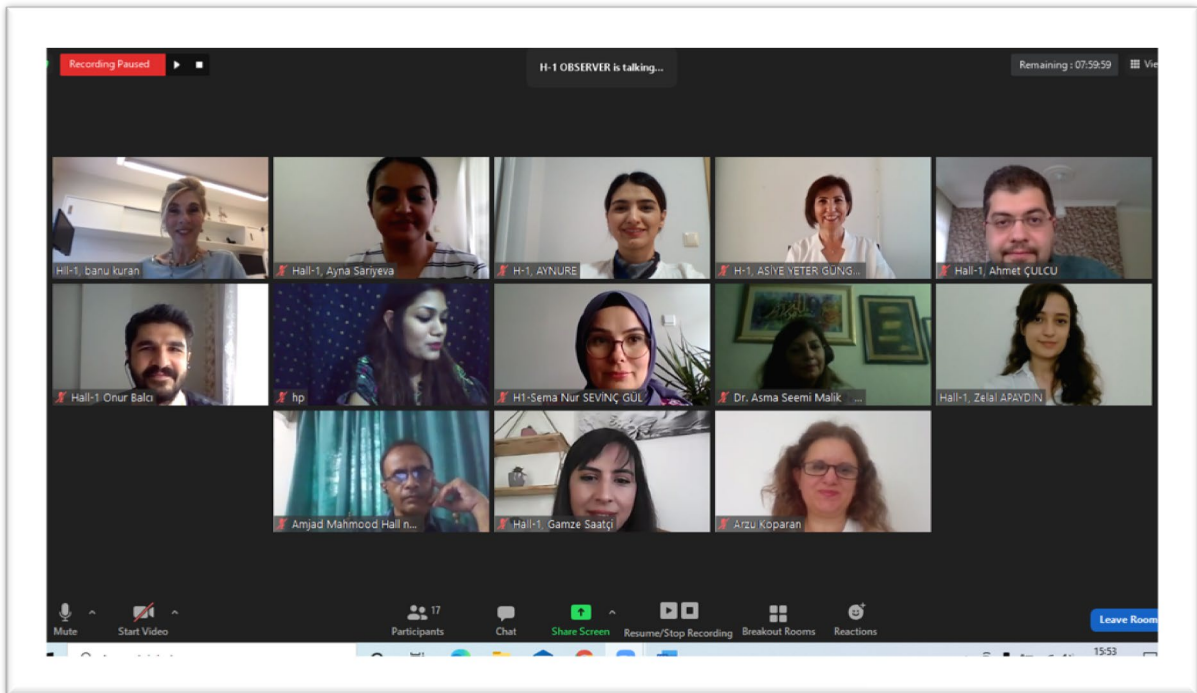 Recording Paused
H-1 OBSERVER is talking...
Remaining : 07:59:59
Vie
Hll-1, banu kuran
Hall-1, Ayna Sariyeva
H-1, AYNURE
H-1, ASİYE YETER GÜNG...
Hall-1, Ahmet ÇULCU
Hall-1 Onur Balcı
hp
H1-Sema Nur SEVİNÇ GÜL
Dr. Asma Seemi Malik ...
Hall-1, Zelal APAYDIN
Amjad Mahmood Hall n...
Hall-1, Gamze Saatçi
Arzu Koparan
Mute
Start Video
17
Participants
Chat
Share Screen
Resume/Stop Recording
Breakout Rooms
Reactions
Leave Room
15:53